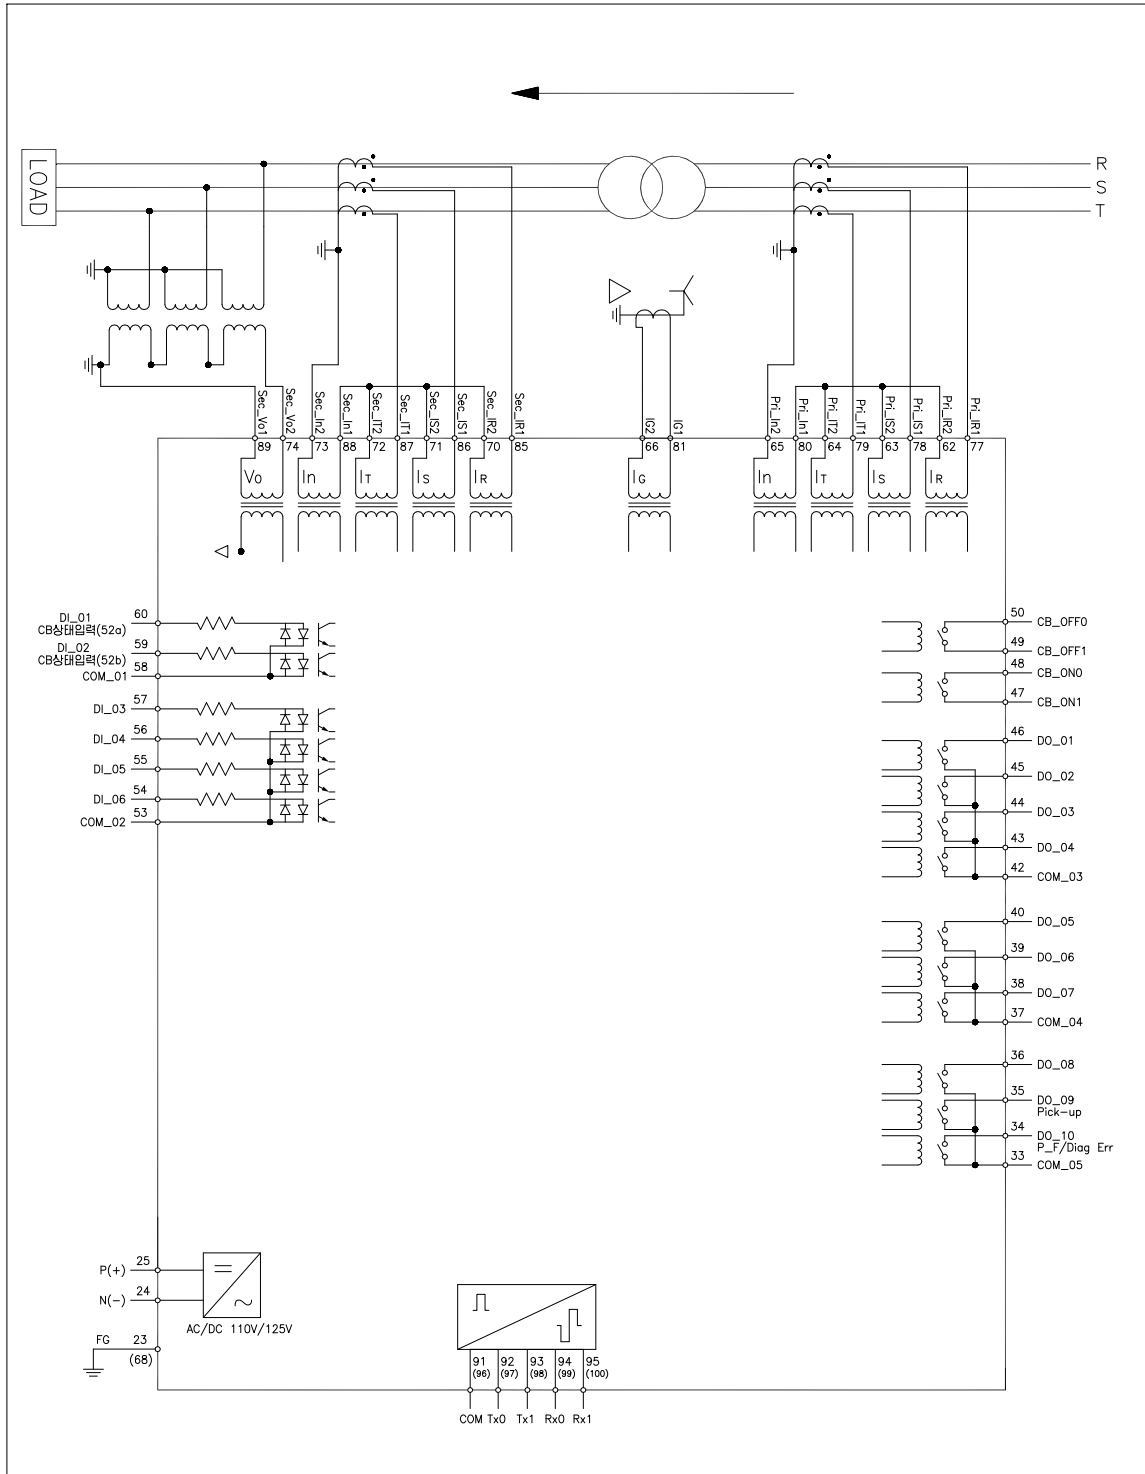 LOAD
R
S
T
Sec_Vo1
Sec_Vo2
Sec_In2
Sec_In1
Sec_IT2
Sec_IT1
Sec_IS2
Sec_IS1
Sec_IR2
Sec_IR1
IG2
IG1
Pri_In2
Pri_In1
Pri_IT2
Pri_IT1
Pri_IS2
Pri_IS1
Pri_IR2
Pri_IR1
89 74 73 88 72 87 71 86 70 85 66 81 65 80 64 79 63 78 62 77
Vo In IT IS IR IG In IT IS IR
DI_01 60
CB상태입력(52a)
DI_02 59
CB상태입력(52b)
COM_01 58
DI_03 57
DI_04 56
DI_05 55
DI_06 54
COM_02 53
50 CB_OFF0
49 CB_OFF1
48 CB_ON0
47 CB_ON1
46 DO_01
45 DO_02
44 DO_03
43 DO_04
42 COM_03
40 DO_05
39 DO_06
38 DO_07
37 COM_04
36 DO_08
35 DO_09
Pick-up
34 DO_10
P_F/Diag Err
33 COM_05
P(+) 25
N(-) 24
AC/DC 110V/125V
FG 23
(68)
91 92 93 94 95
(96) (97) (98) (99) (100)
COM Tx0 Tx1 Rx0 Rx1